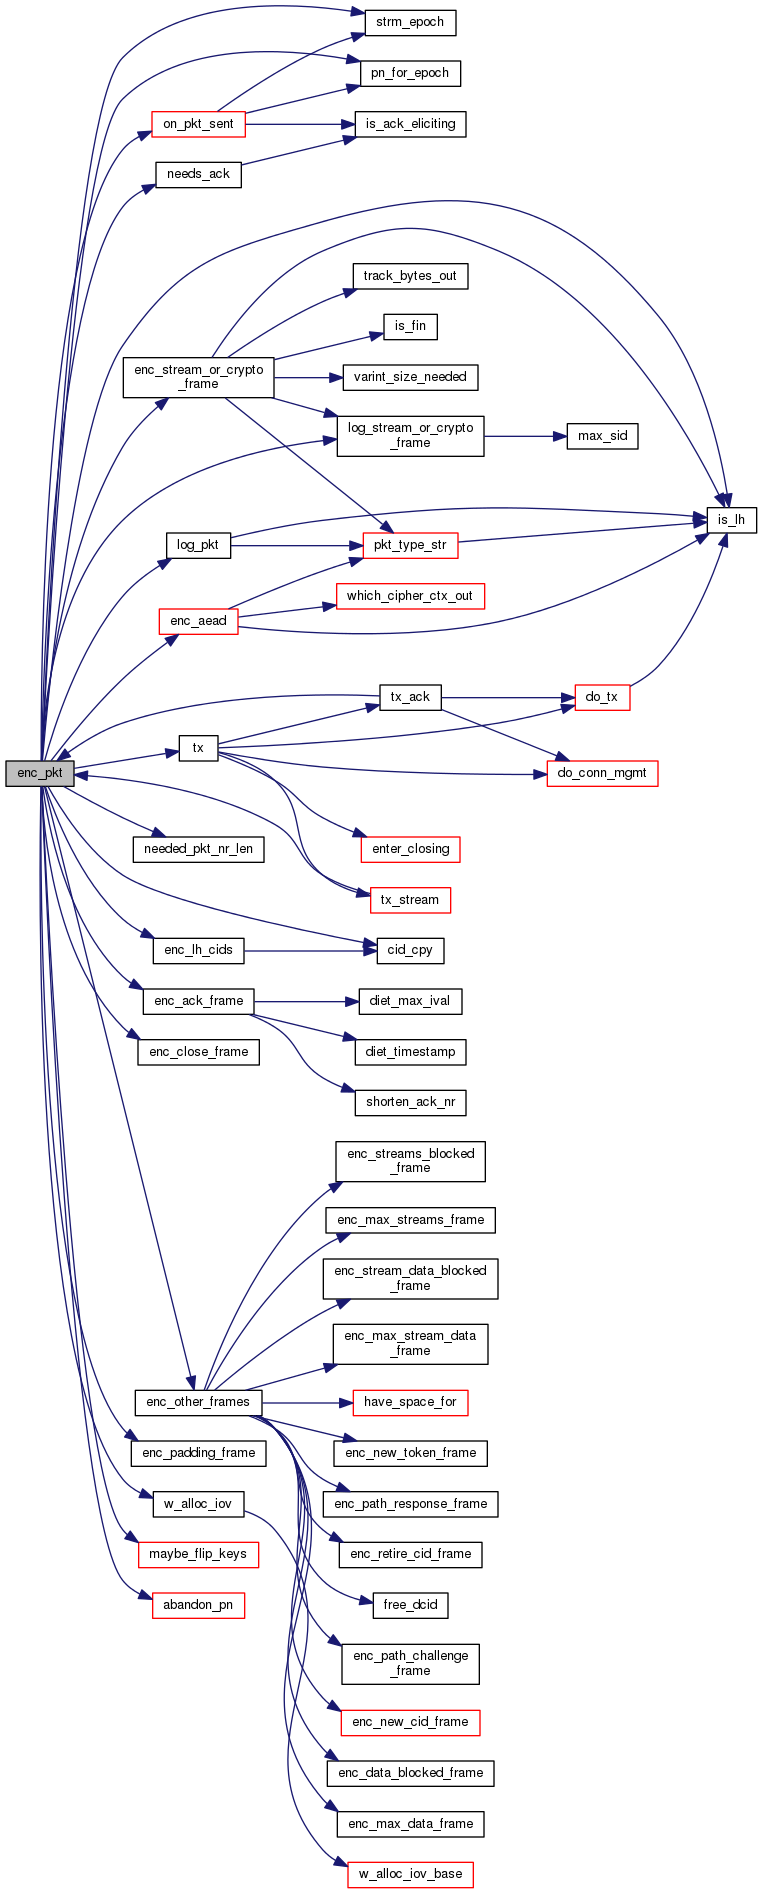 strm_epoch
pn_for_epoch
on_pkt_sent
is_ack_eliciting
needs_ack
track_bytes_out
is_fin
enc_stream_or_crypto
_frame
varint_size_needed
log_stream_or_crypto
_frame
max_sid
is_lh
log_pkt
pkt_type_str
which_cipher_ctx_out
enc_aead
tx_ack
do_tx
tx
enc_pkt
do_conn_mgmt
needed_pkt_nr_len
enter_closing
tx_stream
enc_lh_cids
cid_cpy
enc_ack_frame
diet_max_ival
enc_close_frame
diet_timestamp
shorten_ack_nr
enc_streams_blocked
_frame
enc_max_streams_frame
enc_stream_data_blocked
_frame
enc_max_stream_data
_frame
enc_other_frames
have_space_for
enc_padding_frame
enc_new_token_frame
w_alloc_iov
enc_path_response_frame
maybe_flip_keys
enc_retire_cid_frame
abandon_pn
free_dcid
enc_path_challenge
_frame
enc_new_cid_frame
enc_data_blocked_frame
enc_max_data_frame
w_alloc_iov_base